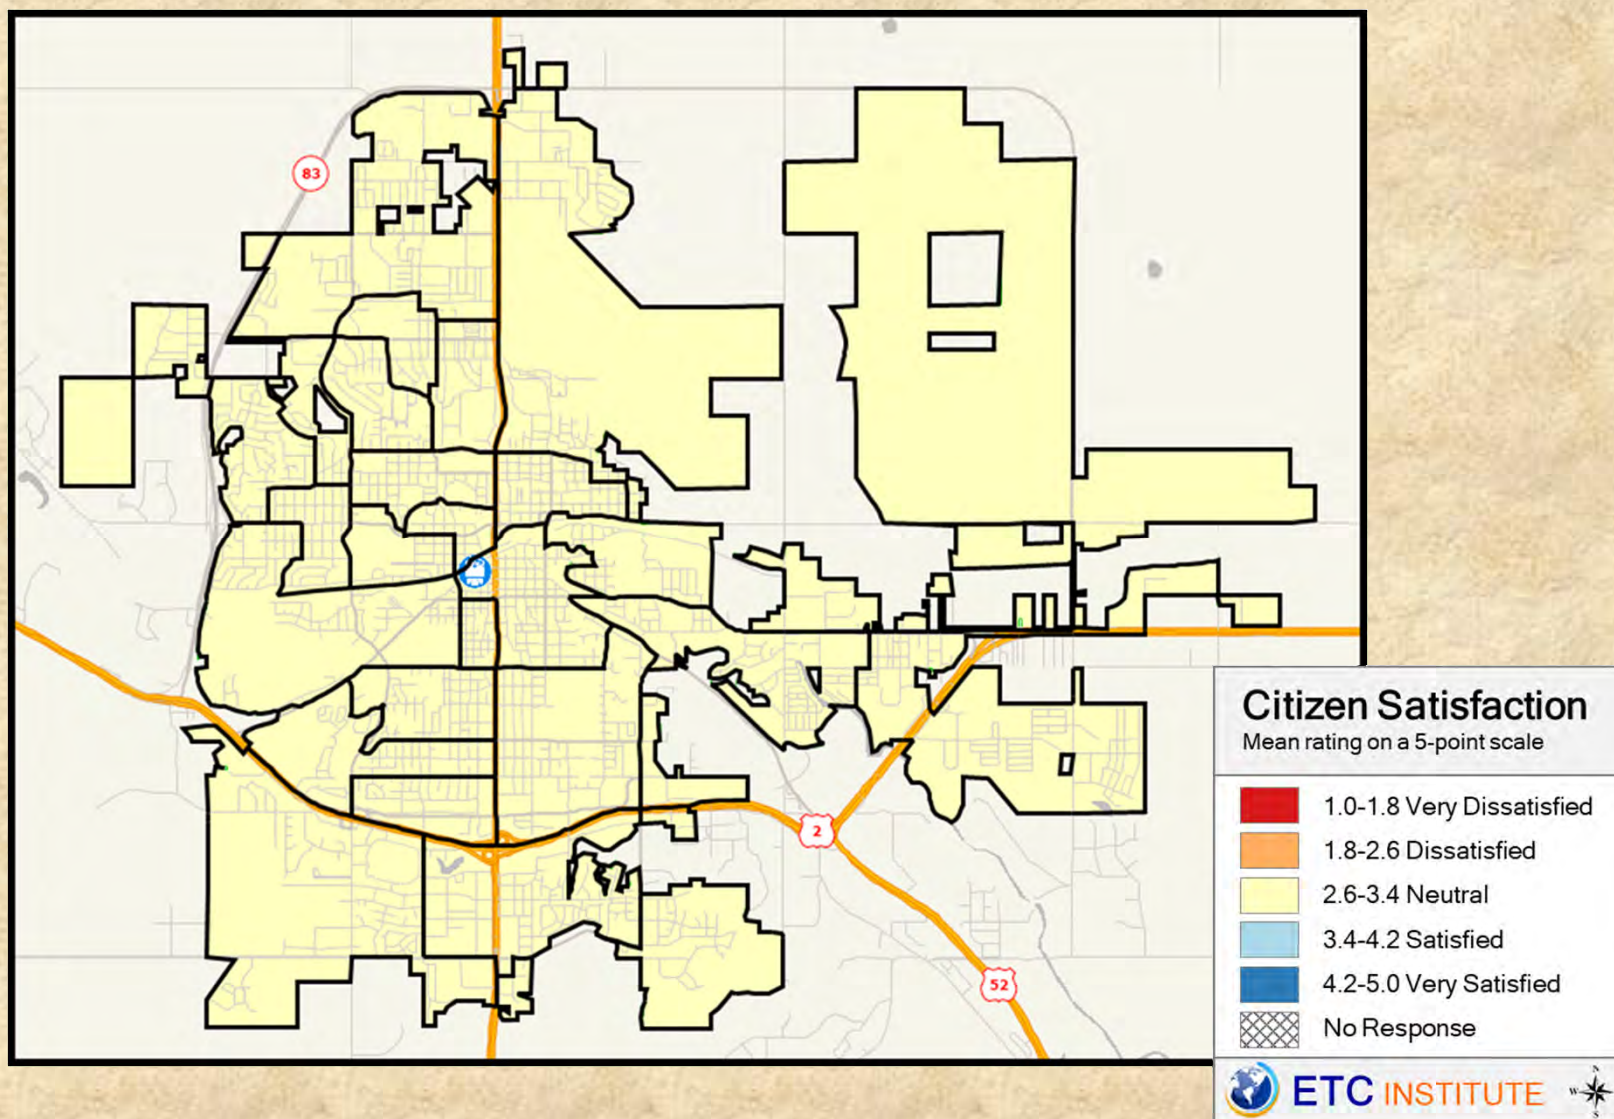 83
2
52
Citizen Satisfaction
Mean rating on a 5-point scale
1.0-1.8 Very Dissatisfied
1.8-2.6 Dissatisfied
2.6-3.4 Neutral
3.4-4.2 Satisfied
4.2-5.0 Very Satisfied
No Response
ETC INSTITUTE
N
W
S